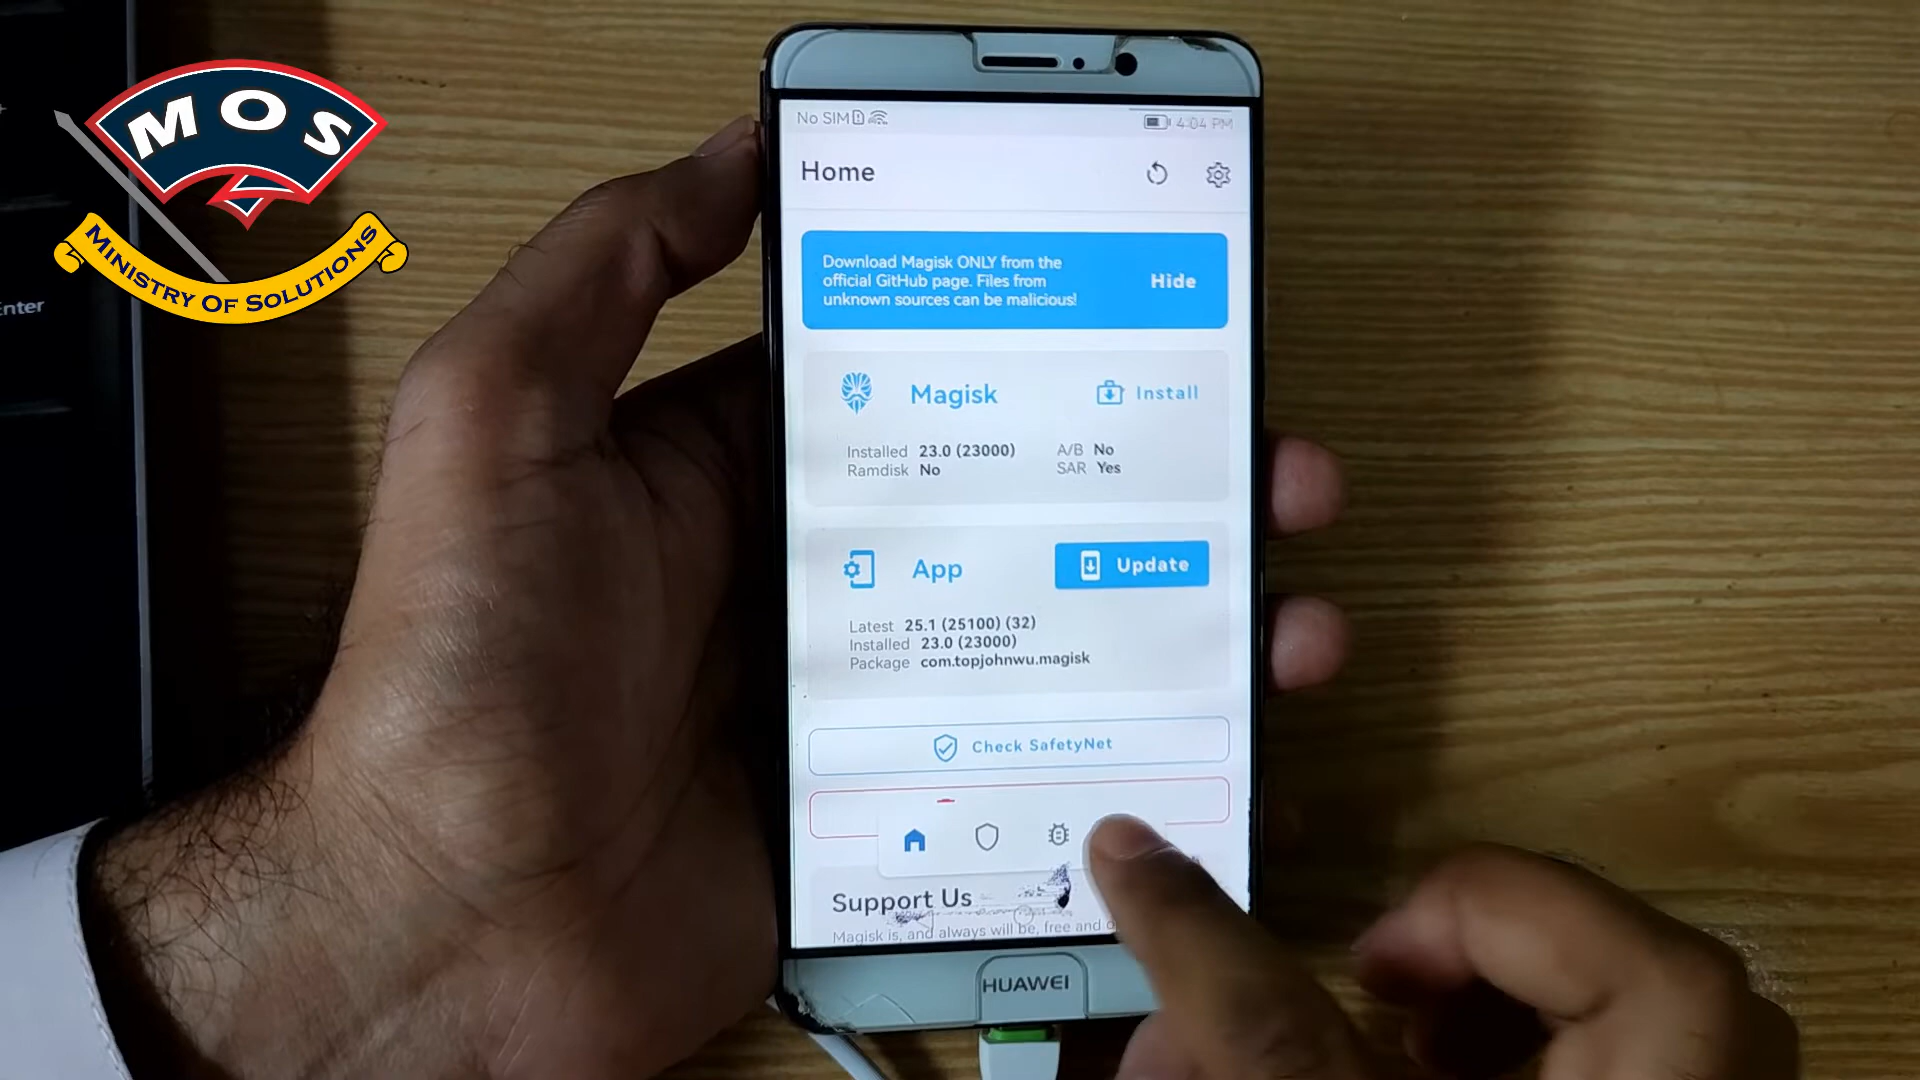 MOS
MINISTRY OF SOLUTIONS
Enter
No SIM
4:04 PM
Home
Download Magisk ONLY from the
official GitHub page. Files from
unknown sources can be malicious!
Hide
Magisk
Install
Installed 23.0 (23000)
A/B No
Ramdisk No
SAR Yes
App
Update
Latest 25.1 (25100) (32)
Installed 23.0 (23000)
Package com.topjohnwu.magisk
Check SafetyNet
Support Us
Magisk is, and always will be, free and
HUAWEI